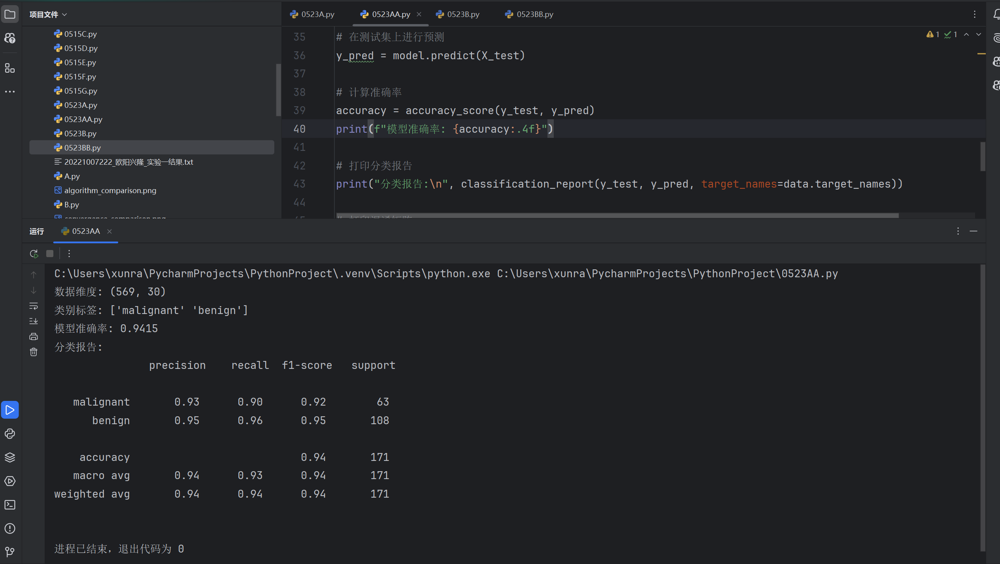 项目文件
0515C.py
0515D.py
0515E.py
0515F.py
0515G.py
0523A.py
0523AA.py
0523B.py
0523BB.py
20221007222_欧阳兴隆_实验一结果.txt
A.py
algorithm_comparison.png
B.py
convergence_comparison.png
0523A.py 0523AA.py 0523B.py 0523BB.py
1 1
35 # 在测试集上进行预测
36 y_pred = model.predict(X_test)
37
38 # 计算准确率
39 accuracy = accuracy_score(y_test, y_pred)
40 print(f"模型准确率: {accuracy:.4f}")
41
42 # 打印分类报告
43 print("分类报告:\n", classification_report(y_test, y_pred, target_names=data.target_names))
44
45 # 打印混淆矩阵
运行 0523AA
C:\Users\xunra\PycharmProjects\PythonProject\.venv\Scripts\python.exe C:\Users\xunra\PycharmProjects\PythonProject\0523AA.py
数据维度: (569, 30)
类别标签: ['malignant' 'benign']
模型准确率: 0.9415
分类报告:
precision recall f1-score support
malignant 0.93 0.90 0.92 63
benign 0.95 0.96 0.95 108
accuracy 0.94 171
macro avg 0.94 0.93 0.94 171
weighted avg 0.94 0.94 0.94 171
进程已结束，退出代码为 0